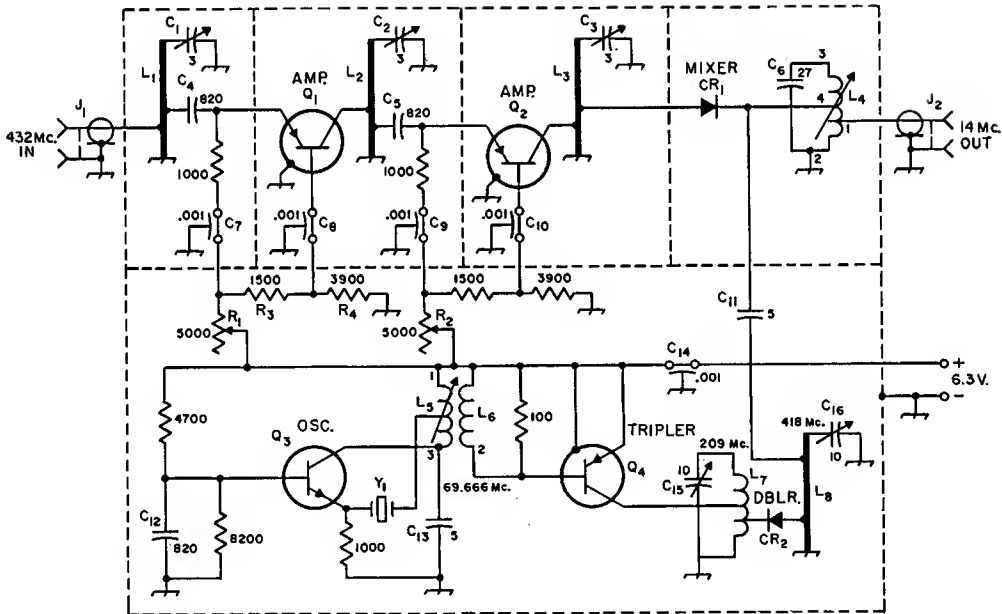 C1
3
C2
3
C3
3
L1
C4
820
AMP.
Q1
L2
C5
820
AMP.
Q2
L3
MIXER
CR1
C6
27
3
4
L4
1
2
J1
432 Mc.
IN
J2
14 Mc.
OUT
1000
1000
.001
C7
.001
C8
.001
C9
.001
C10
1500
3900
R3
R4
1500
3900
C11
5
R1
5000
R2
5000
C14
.001
+
6.3 V.
-
4700
Q3
OSC.
1
L5
3
L6
2
100
TRIPLER
Q4
69.666 Mc.
209 Mc.
418 Mc.
C16
10
10
C15
L7
DBLR.
CR2
L8
C12
820
8200
Y1
1000
C13
5